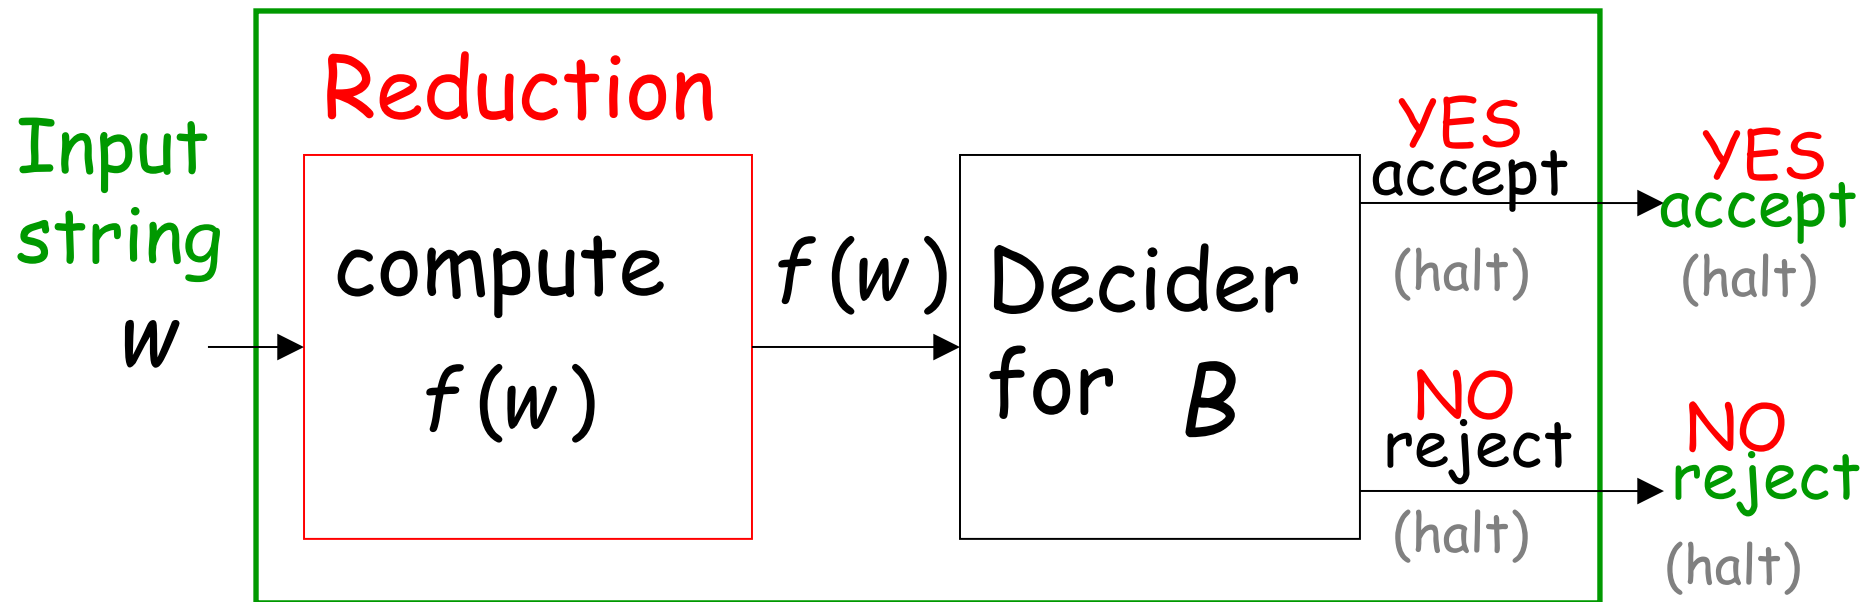 Reduction
Input
string
w
compute
f(w)
f(w)
Decider
for B
YES
accept
(halt)
NO
reject
(halt)
YES
accept
(halt)
NO
reject
(halt)